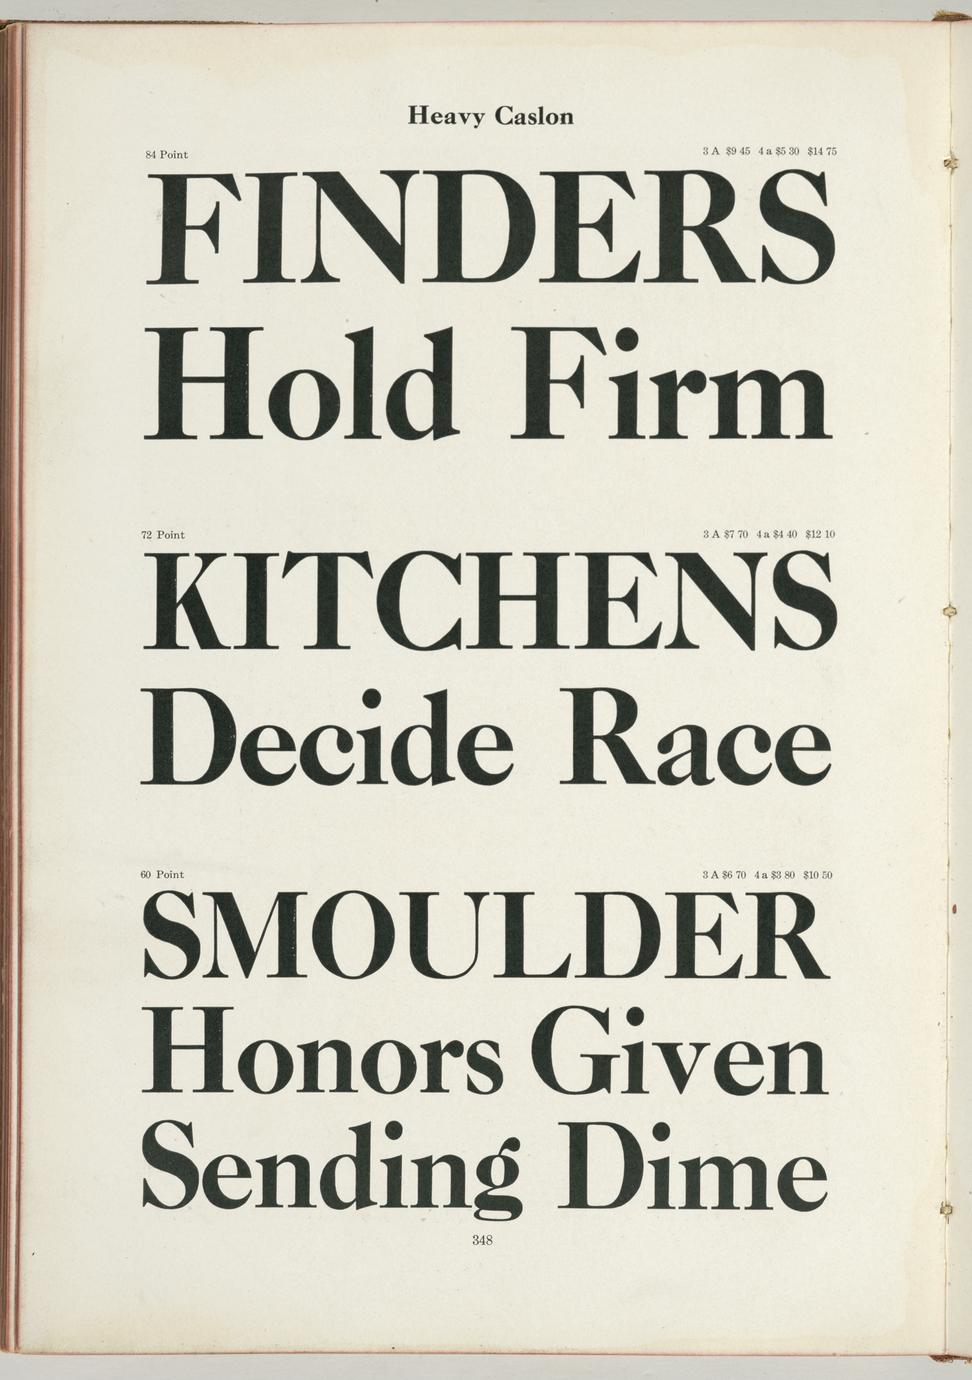 Heavy Caslon
84 Point 3 A $9 45 4 a $5 30 $14 75
FINDERS
Hold Firm
72 Point 3 A $7 70 4 a $4 40 $12 10
KITCHENS
Decide Race
60 Point 3 A $6 70 4 a $3 80 $10 50
SMOULDER
Honors Given
Sending Dime
348